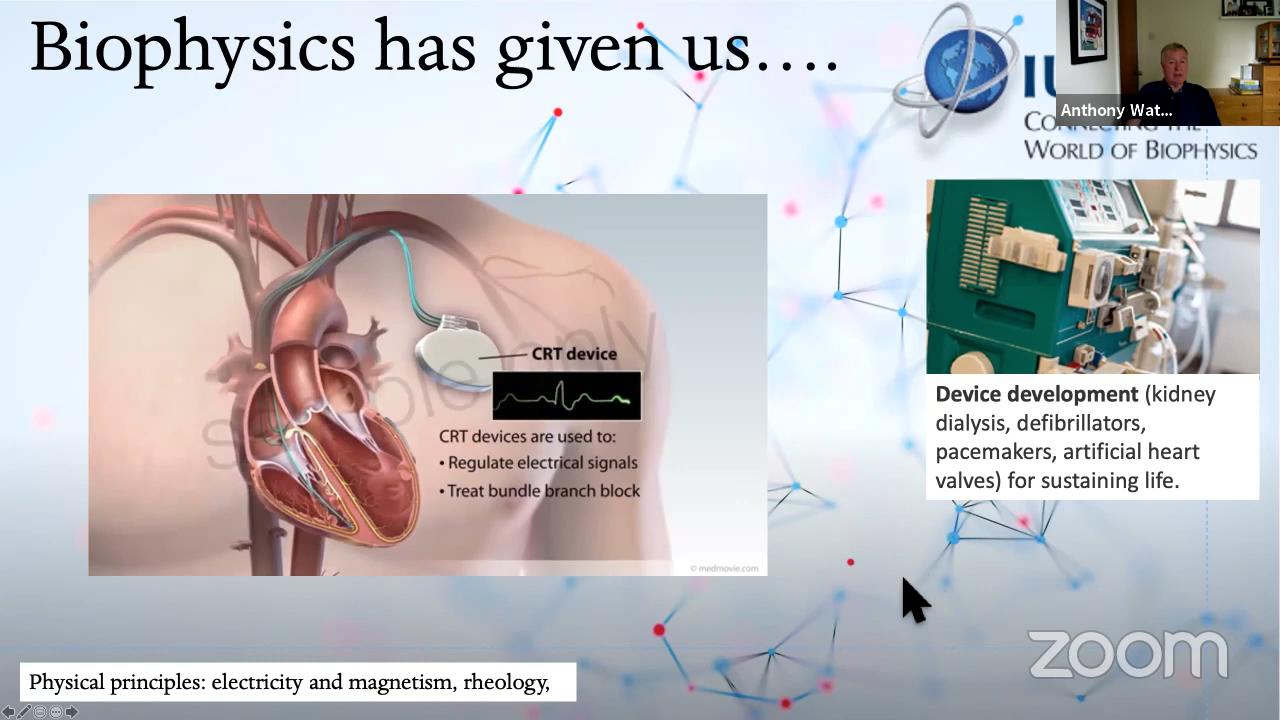 Biophysics has given us….
Anthony Wat...
CONNECTING THE
WORLD OF BIOPHYSICS
CRT device
CRT devices are used to:
• Regulate electrical signals
• Treat bundle branch block
sample only
© medmovie.com
Device development (kidney
dialysis, defibrillators,
pacemakers, artificial heart
valves) for sustaining life.
zoom
Physical principles: electricity and magnetism, rheology,